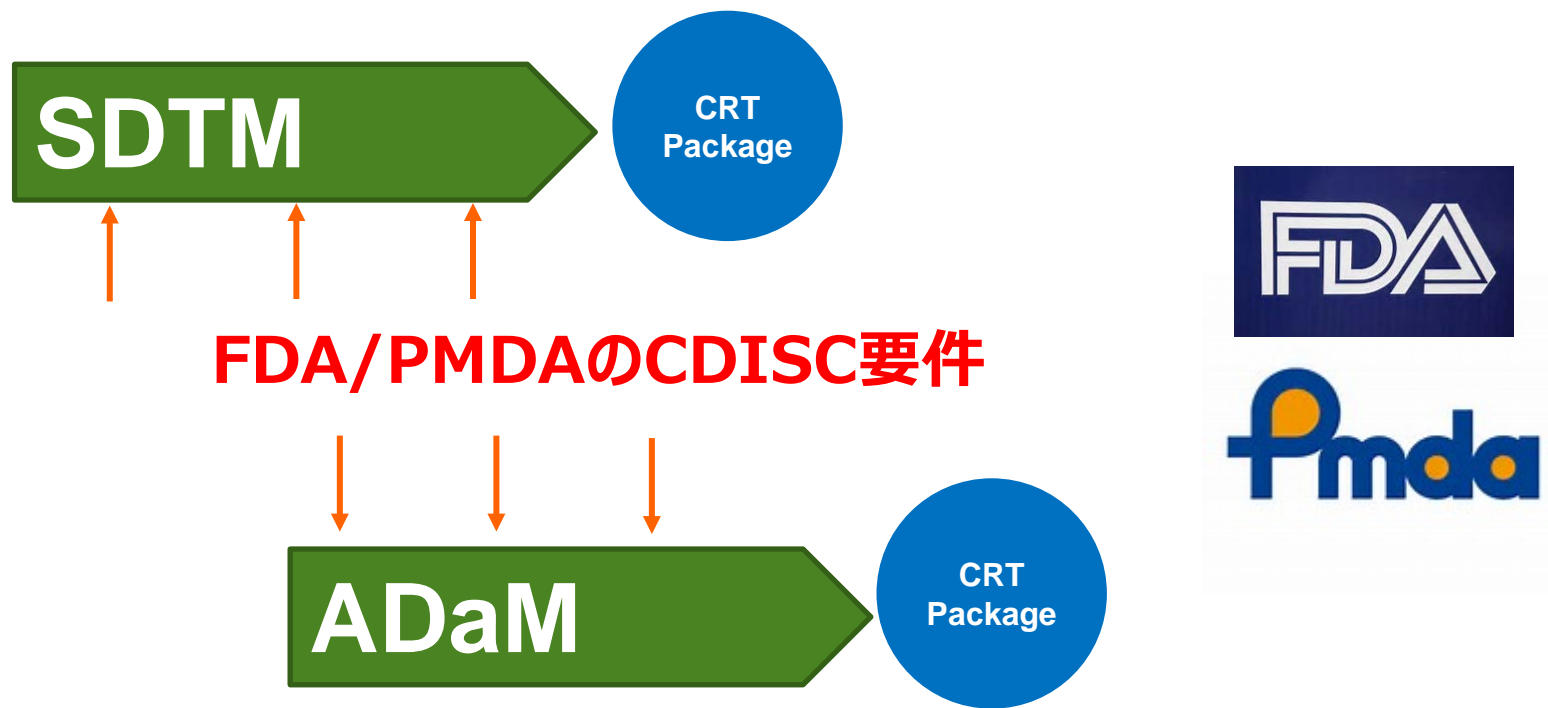 SDTM
CRT
Package
FDA
FDA/PMDAのCDISC要件
Pmda
ADaM
CRT
Package